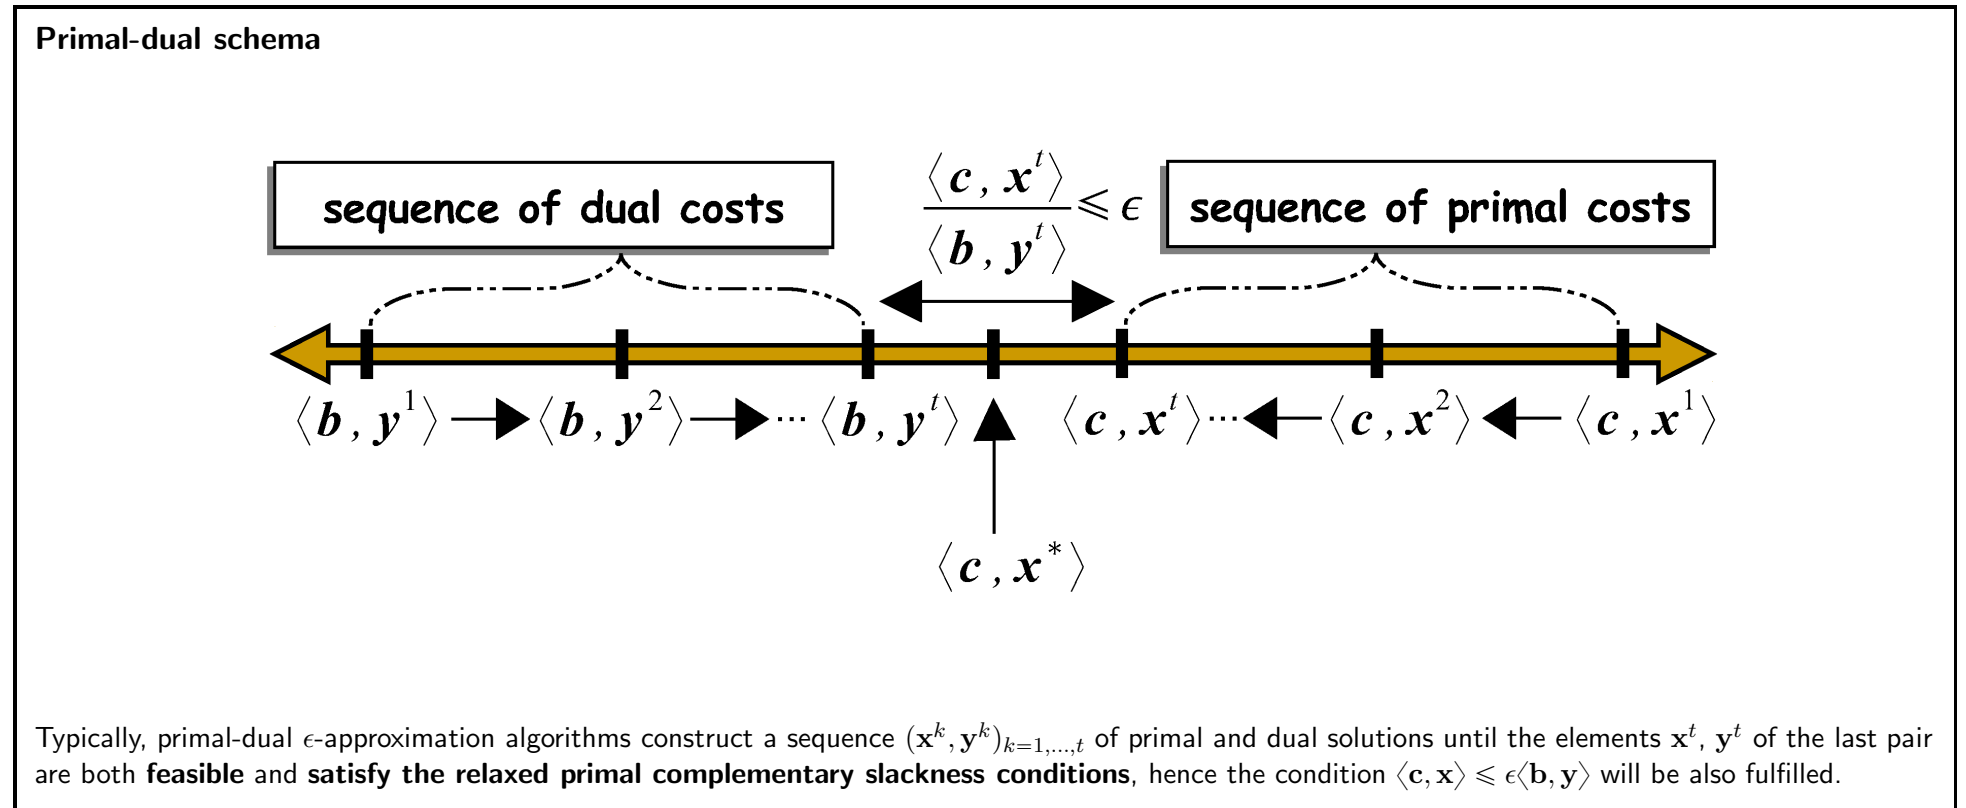 Primal-dual schema
sequence of dual costs
⟨c, x^t⟩ / ⟨b, y^t⟩ ⩽ ϵ
sequence of primal costs
⟨b, y^1⟩ → ⟨b, y^2⟩ → ··· ⟨b, y^t⟩ ⟨c, x^t⟩ ··· ← ⟨c, x^2⟩ ← ⟨c, x^1⟩
⟨c, x^*⟩
Typically, primal-dual ϵ-approximation algorithms construct a sequence (x^k, y^k)_{k=1,...,t} of primal and dual solutions until the elements x^t, y^t of the last pair
are both feasible and satisfy the relaxed primal complementary slackness conditions, hence the condition ⟨c, x⟩ ⩽ ϵ⟨b, y⟩ will be also fulfilled.